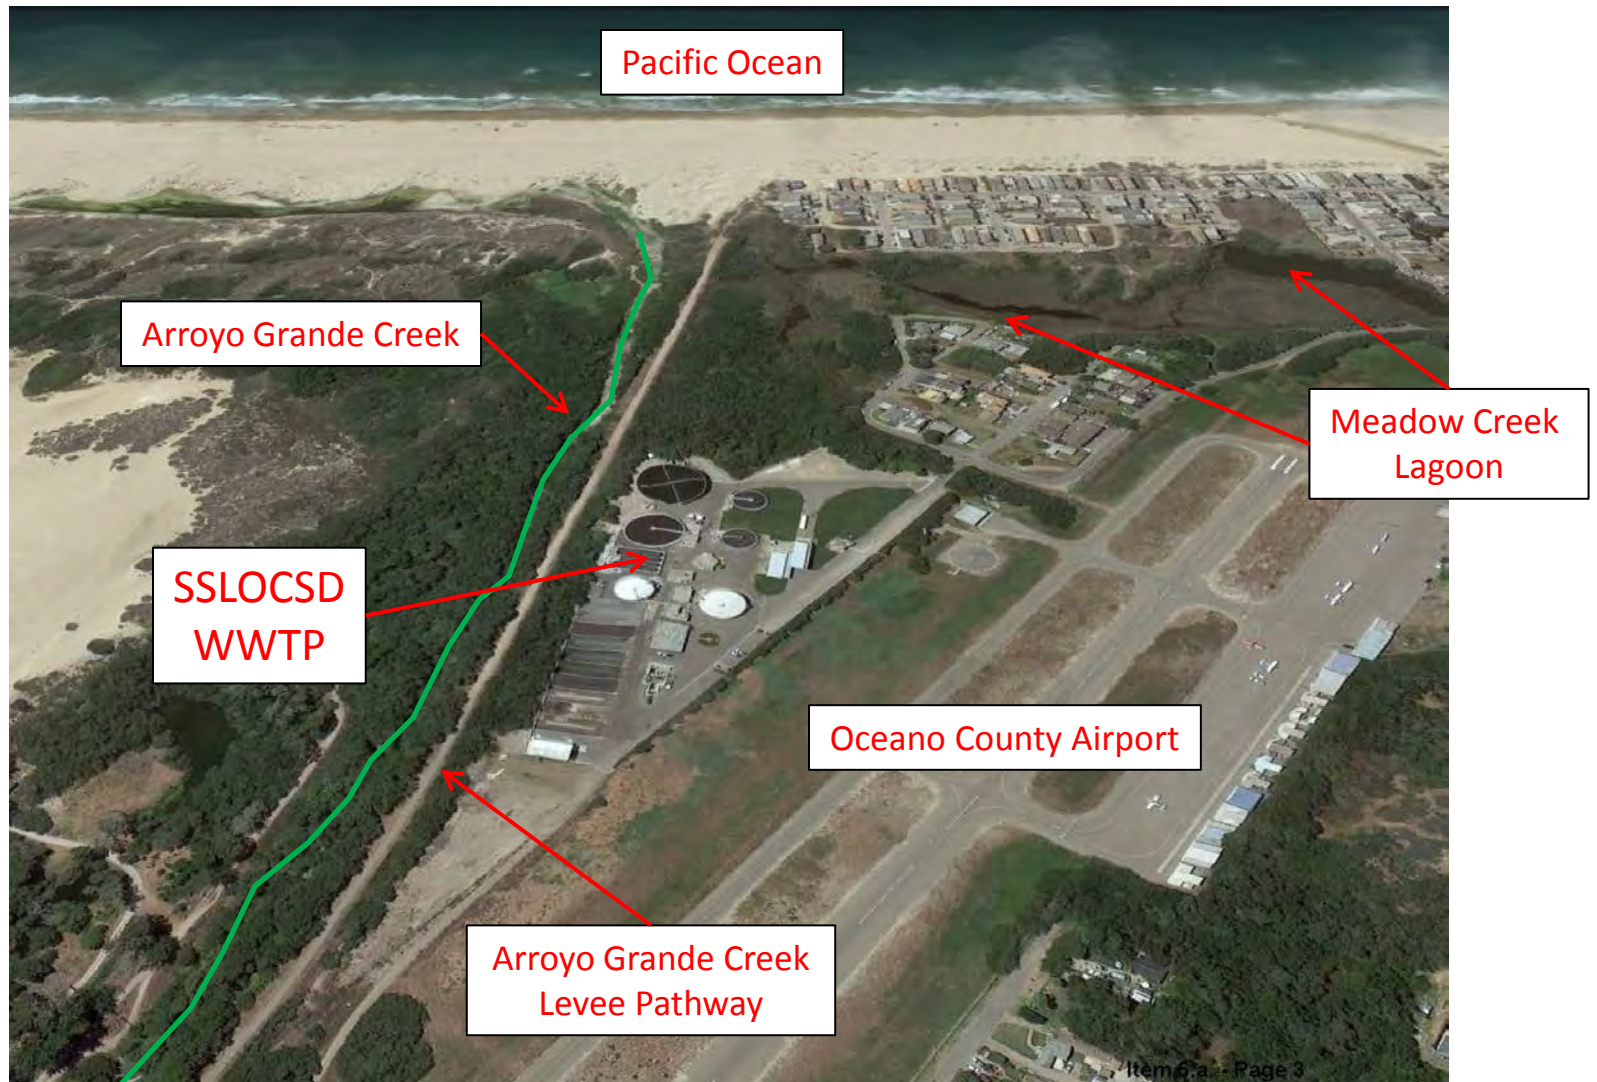 Pacific Ocean
Arroyo Grande Creek
Meadow Creek
Lagoon
SSLOCSD
WWTP
Oceano County Airport
Arroyo Grande Creek
Levee Pathway
Item 6.a. - Page 3